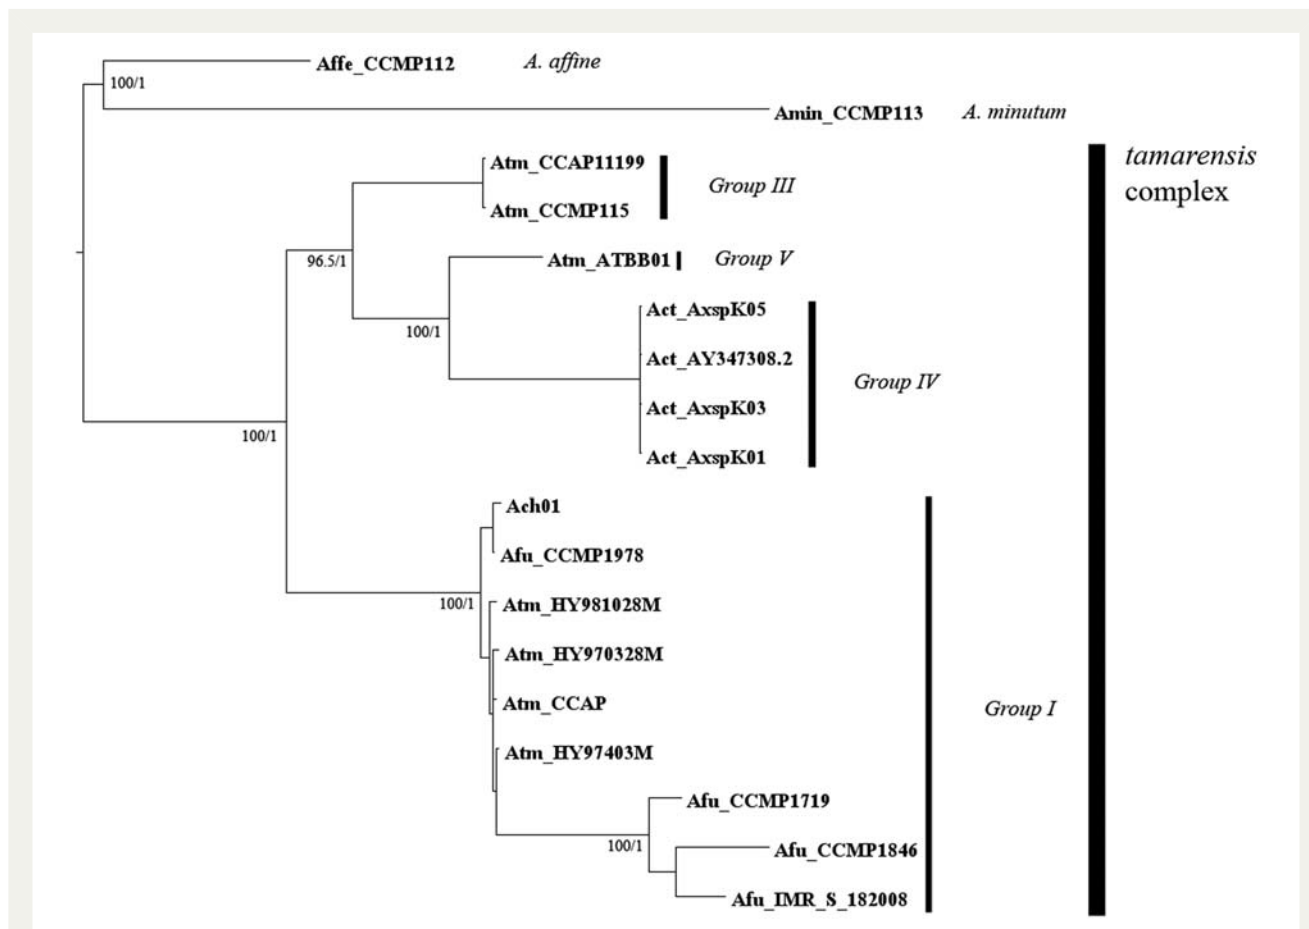 Affe_CCMP112 A. affine
100/1
Amin_CCMP113 A. minutum
tamarensis
complex
Atm_CCAP11199
Group III
Atm_CCMP115
96.5/1
Atm_ATBB01 Group V
Act_AxspK05
100/1
Act_AY347308.2
Group IV
Act_AxspK03
100/1
Act_AxspK01
Ach01
Afu_CCMP1978
100/1
Atm_HY981028M
Atm_HY970328M
Atm_CCAP
Group I
Atm_HY97403M
Afu_CCMP1719
100/1
Afu_CCMP1846
Afu_IMR_S_182008